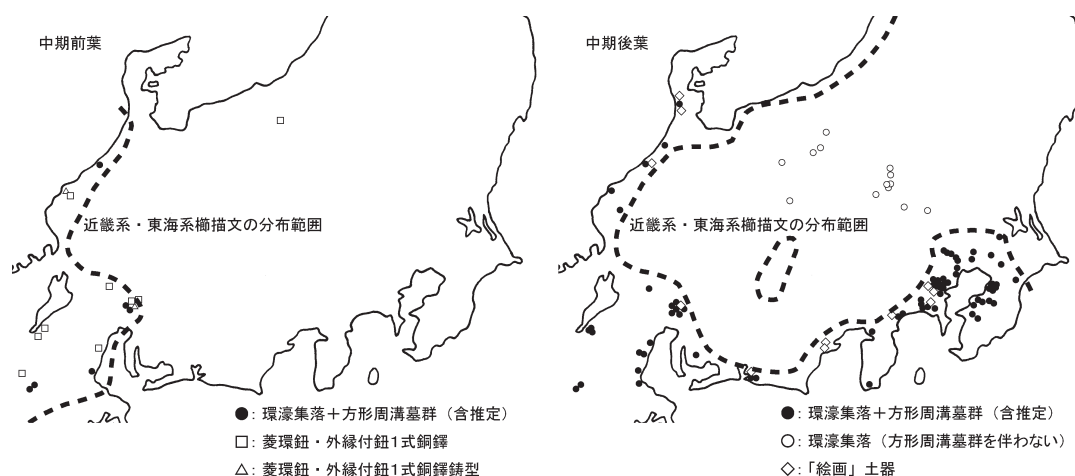 中期前葉
近畿系・東海系櫛描文の分布範囲
●：環濠集落＋方形周溝墓群（含推定）
□：菱環鈕・外縁付鈕1式銅鐸
△：菱環鈕・外縁付鈕1式銅鐸鋳型
中期後葉
近畿系・東海系櫛描文の分布範囲
●：環濠集落＋方形周溝墓群（含推定）
○：環濠集落（方形周溝墓群を伴わない）
◇：「絵画」土器